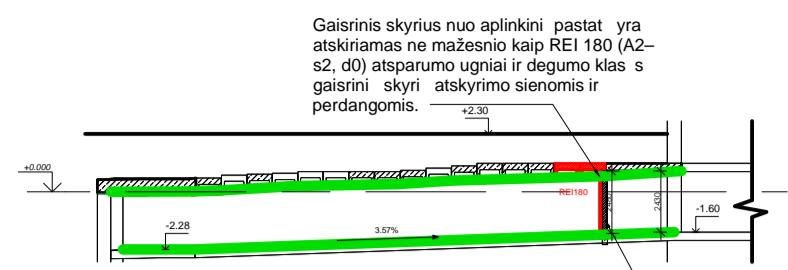 Gaisrinis skyrius nuo aplinkini pastat yra
atskiriamas ne mažesnio kaip REI 180 (A2–
s2, d0) atsparumo ugniai ir degumo klas s
gaisrini skyri atskyrimo sienomis ir
perdangomis.
+2.30
+0.000
REI180
2430
-2.28
3.57%
-1.60